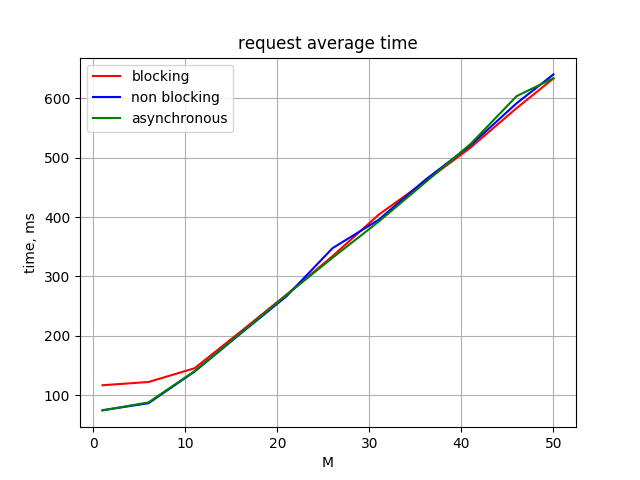 request average time
blocking
non blocking
asynchronous
600
500
400
300
200
100
time, ms
0 10 20 30 40 50
M